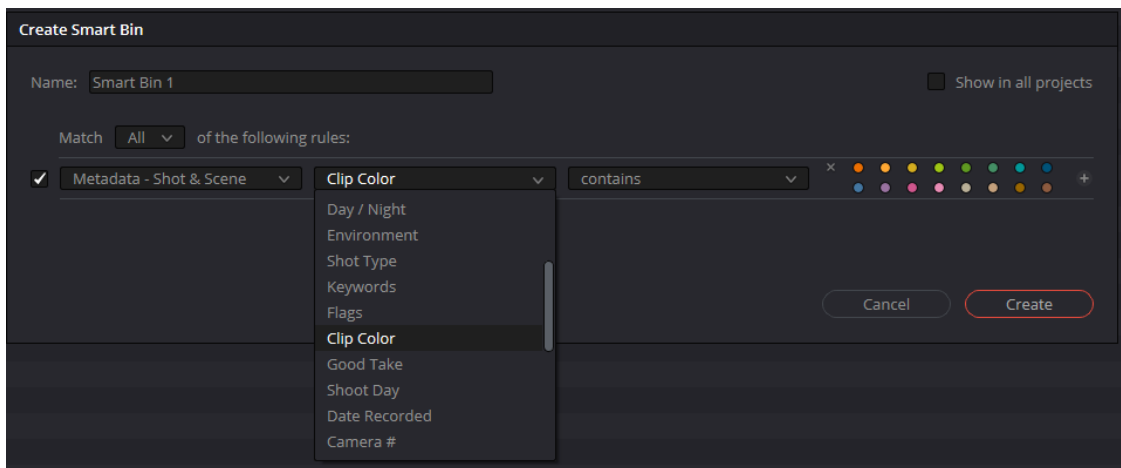 Create Smart Bin
Name: Smart Bin 1 Show in all projects
Match All of the following rules:
Metadata - Shot & Scene Clip Color contains
Day / Night
Environment
Shot Type
Keywords
Flags
Clip Color
Good Take
Shoot Day
Date Recorded
Camera #
Cancel Create